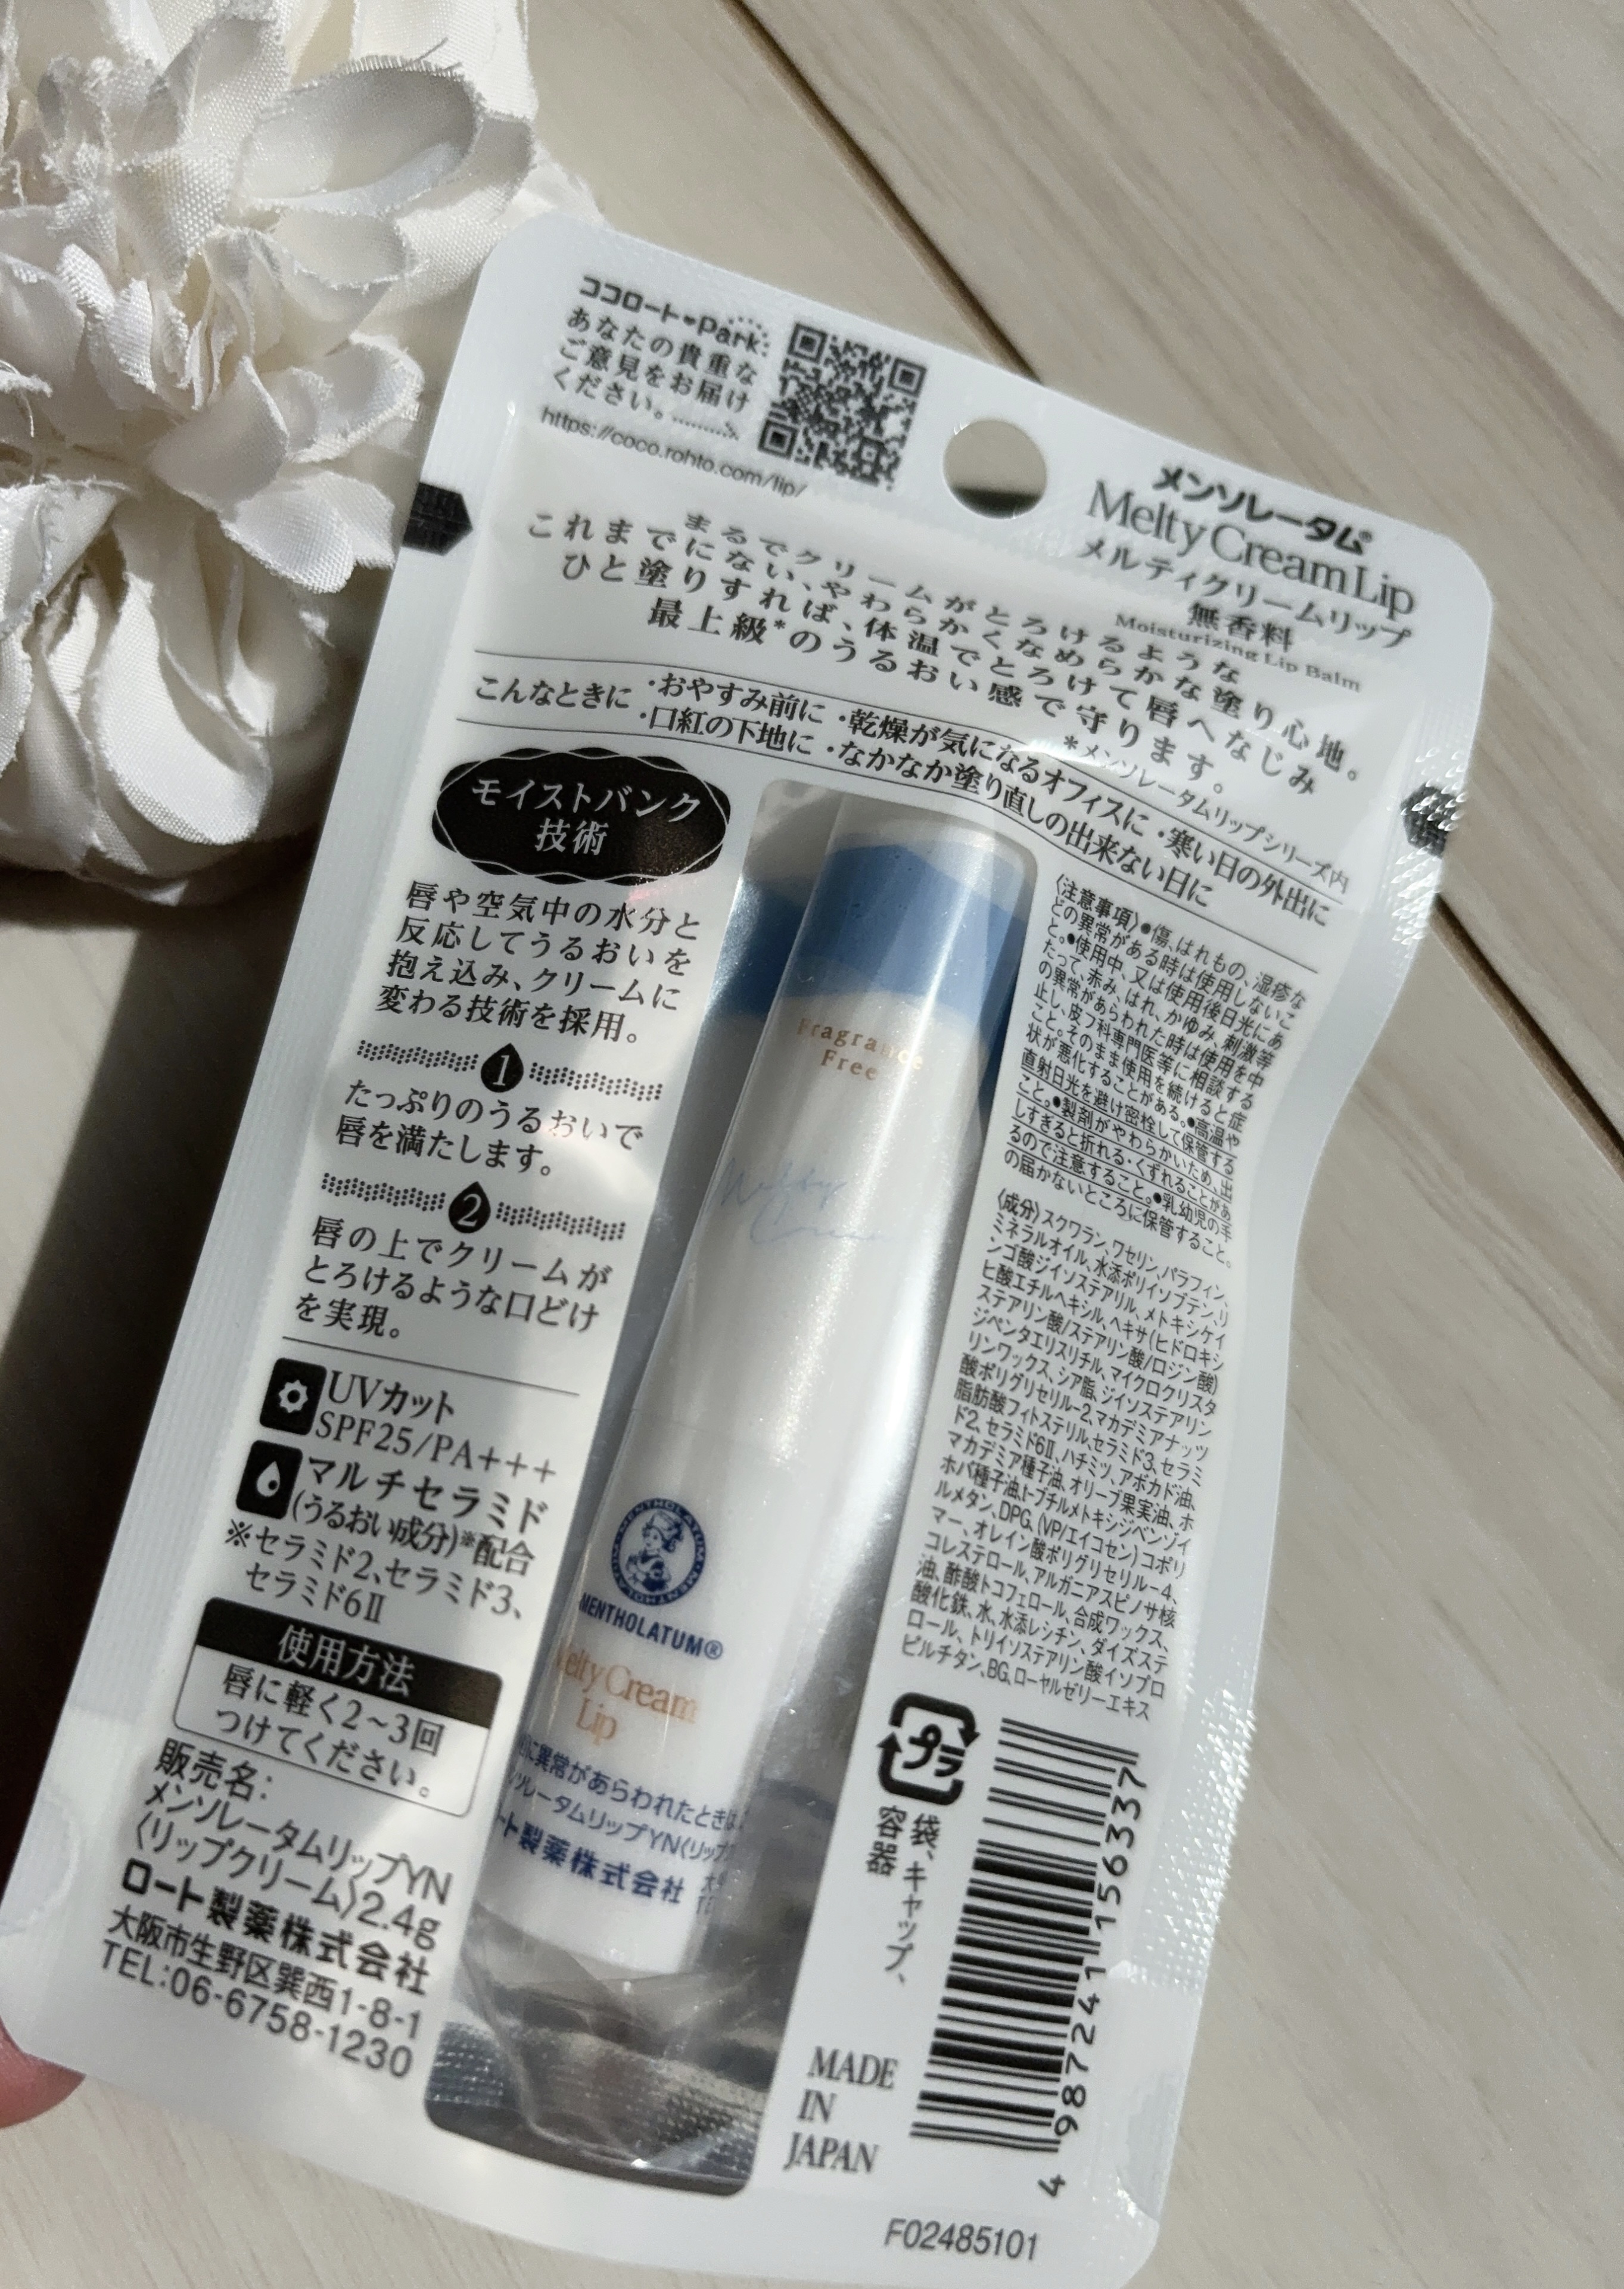 ココロート♥Park
あなたの貴重な
ご意見をお届け
ください。
https://coco.rohto.com/lip/
メンソレータム®
Melty Cream Lip
メルティクリームリップ
無香料
Moisturizing Lip Balm
まるでクリームがとろけるような
これまでにない、やわらかくなめらかな塗り心地。
ひと塗りすれば、体温でとろけて唇へなじみ
最上級*のうるおい感で守ります。
*メンソレータムリップシリーズ内
こんなときに ・おやすみ前に ・乾燥が気になるオフィスに ・寒い日の外出に
・口紅の下地に ・なかなか塗り直しの出来ない日に
モイストバンク
技術
唇や空気中の水分と
反応してうるおいを
抱え込み、クリームに
変わる技術を採用。
1
たっぷりのうるおいで
唇を満たします。
2
唇の上でクリームが
とろけるような口どけ
を実現。
UVカット
SPF25/PA+++
マルチセラミド
(うるおい成分)※配合
※セラミド2、セラミド3、
セラミド6Ⅱ
使用方法
唇に軽く2~3回
つけてください。
販売名:
メンソレータムリップYN
〈リップクリーム〉2.4g
ロート製薬株式会社
大阪市生野区巽西1-8-1
TEL:06-6758-1230
Fragrance
Free
Melty
Cream
MENTHOLATUM®
Melty Cream
Lip
に異常があらわれたときは
ソレータムリップYN〈リップ
ート製薬株式会社
〈注意事項〉●傷、はれもの、湿疹な
どの異常がある時は使用しないこ
と。●使用中、又は使用後日光にあ
たって、赤み、はれ、かゆみ、刺激等
の異常があらわれた時は使用を中
止し、皮フ科専門医等に相談する
こと。そのまま使用を続けると症
状が悪化することがある。●高温や
直射日光を避け密栓して保管する
こと。●製剤がやわらかいため、出
しすぎると折れる・くずれることがあ
るので注意すること。●乳幼児の手
の届かないところに保管すること。
〈成分〉スクワラン、ワセリン、パラフィン、
ミネラルオイル、水添ポリイソブテン、リ
ンゴ酸ジイソステアリル、メトキシケイ
ヒ酸エチルヘキシル、ヘキサ(ヒドロキシ
ステアリン酸/ステアリン酸/ロジン酸)
ジペンタエリスリチル、マイクロクリスタ
リンワックス、シア脂、ジイソステアリン
酸ポリグリセリル-2、マカデミアナッツ
脂肪酸フィトステリル、セラミド3、セラミ
ド2、セラミド6Ⅱ、ハチミツ、アボカド油、
マカデミア種子油、オリーブ果実油、ホ
ホバ種子油、t-ブチルメトキシジベンゾイ
ルメタン、DPG、(VP/エイコセン)コポリ
マー、オレイン酸ポリグリセリル-4、
コレステロール、アルガニアスピノサ核
油、酢酸トコフェロール、合成ワックス、
酸化鉄、水、水添レシチン、ダイズステ
ロール、トリイソステアリン酸イソプロ
ピルチタン、BG、ローヤルゼリーエキス
プラ
袋、キャップ、
容器
MADE
IN
JAPAN
4 987241 156337
F02485101